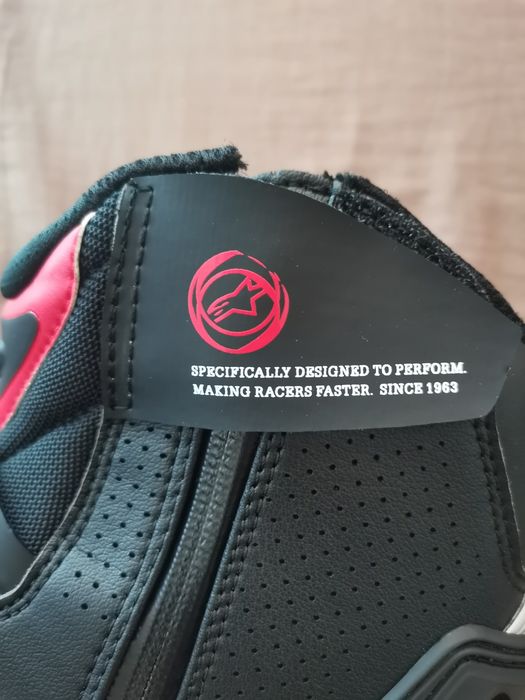 SPECIFICALLY DESIGNED TO PERFORM.
MAKING RACERS FASTER. SINCE 1963